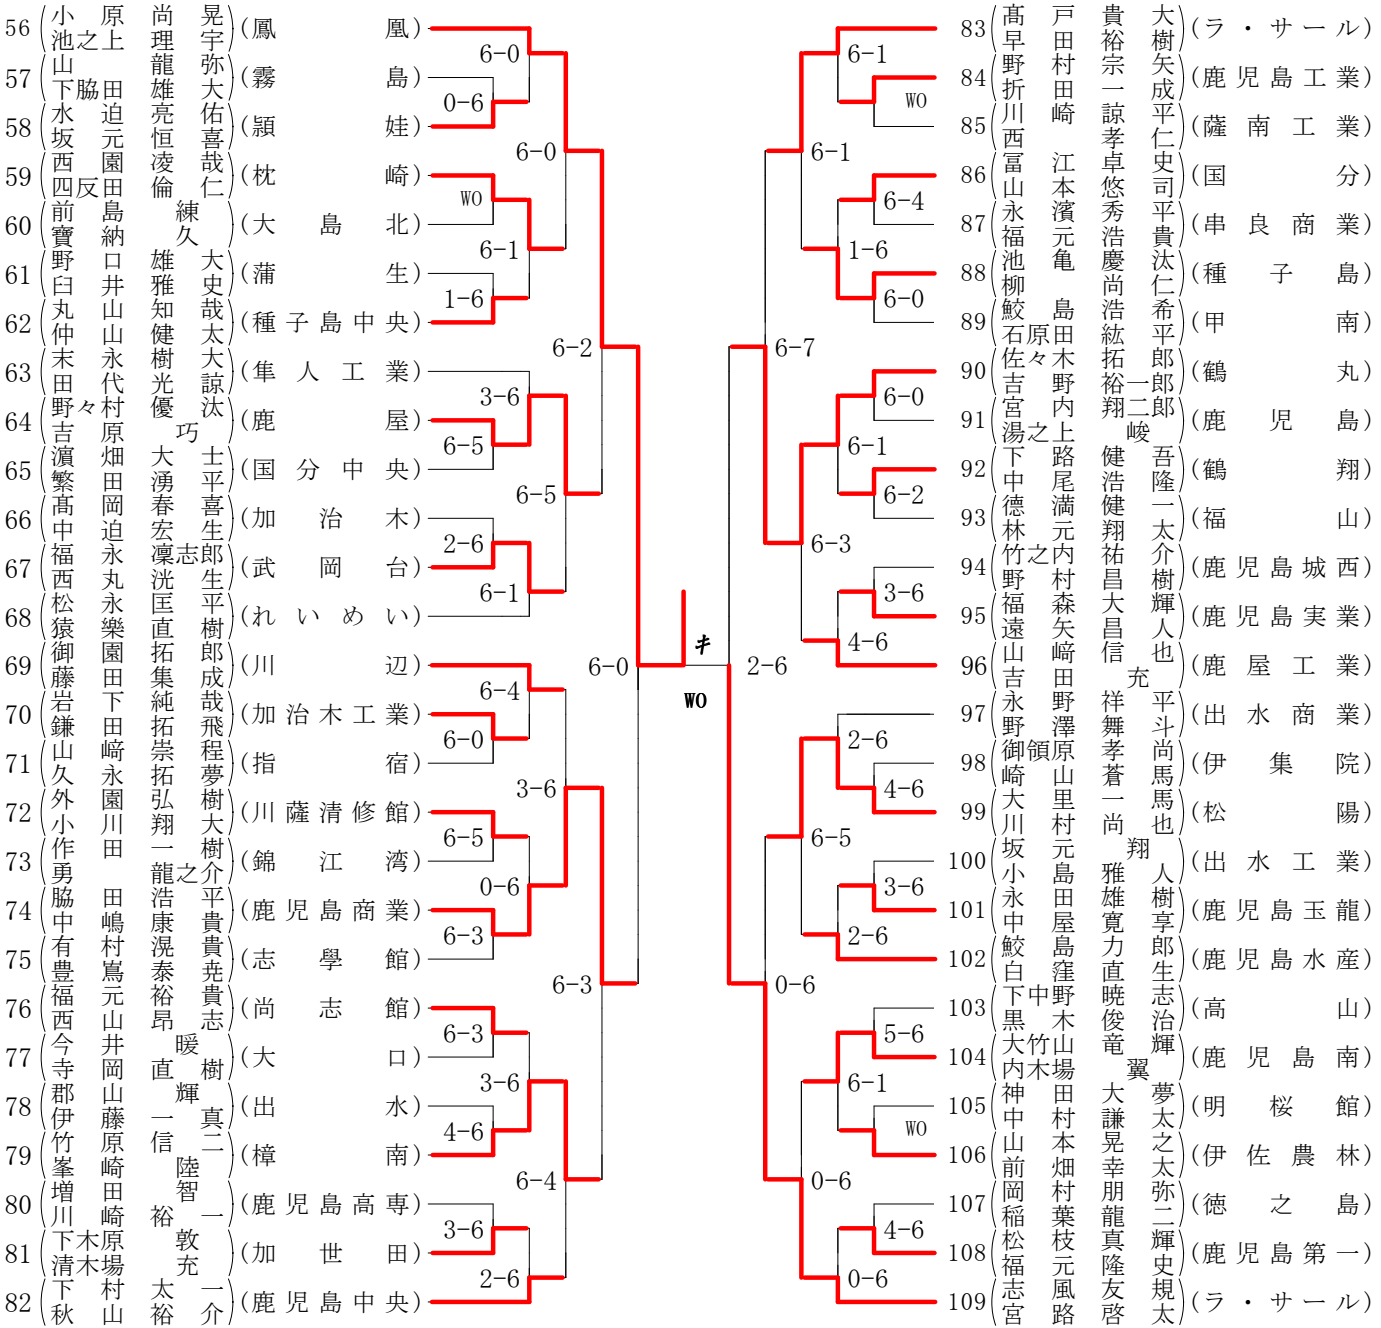 56 (小原尚晃 池之上理宇) (鳳凰)
57 (山龍弥 下脇田雄大) (霧島)
58 (水迫亮佑 坂元恒喜) (頴娃)
59 (西園凌哉 四反田倫仁) (枕崎)
60 (前島練 寶納久) (大島北)
61 (野口雄大 臼井雅史) (蒲生)
62 (丸山知哉 仲山健太) (種子島中央)
63 (末永樹大 田代光諒) (隼人工業)
64 (野々村優汰 吉原巧) (鹿屋)
65 (濵畑大士 繁田湧平) (国分中央)
66 (髙岡春喜 中迫宏生) (加治木)
67 (福永凜志郎 西丸洸生) (武岡台)
68 (松永匡平 猿樂直樹) (れいめい)
69 (御園拓郎 藤田集成) (川辺)
70 (岩下純哉 鎌田拓飛) (加治木工業)
71 (山﨑崇程 久永拓夢) (指宿)
72 (外園弘樹 小川翔大) (川薩清修館)
73 (作田一樹 勇龍之介) (錦江湾)
74 (脇田浩平 中嶋康貴) (鹿児島商業)
75 (有村滉貴 豊嶌泰尭) (志學館)
76 (福元裕貴 西山昂志) (尚志館)
77 (今井暖 寺岡直樹) (大口)
78 (郡山輝 伊藤一真) (出水)
79 (竹原信二 峯崎陸) (樟南)
80 (増田智 川崎裕一) (鹿児島高専)
81 (下木原敦 清木場充) (加世田)
82 (下村太一 秋山裕介) (鹿児島中央)
6-0
0-6
6-0
WO
6-1
1-6
6-2
3-6
6-5
6-5
2-6
6-1
6-0
6-4
6-0
3-6
6-5
0-6
6-3
6-3
6-3
3-6
4-6
6-4
3-6
2-6
WO
83 (髙戸貴大 早田裕樹) (ラ・サール)
84 (野村宗矢 折田一成) (鹿児島工業)
85 (川崎諒平 西孝仁) (薩南工業)
86 (冨江卓史 山本悠司) (国分)
87 (永濱秀平 福元浩貴) (串良商業)
88 (池亀慶汰 柳尚仁) (種子島)
89 (鮫島浩希 石原田紘平) (甲南)
90 (佐々木拓郎 吉野裕一郎) (鶴丸)
91 (宮内翔二郎 湯之上峻) (鹿児島)
92 (下路健吾 中尾浩隆) (鶴翔)
93 (德満健一 林元翔太) (福山)
94 (竹之内祐介 野村昌樹) (鹿児島城西)
95 (福森大輝 遠矢昌人) (鹿児島実業)
96 (山﨑信也 吉田充) (鹿屋工業)
97 (永野祥平 野澤舞斗) (出水商業)
98 (御領原孝尚 崎山蒼馬) (伊集院)
99 (大里一馬 川村尚也) (松陽)
100 (坂元翔 小島雅人) (出水工業)
101 (永田雄樹 中屋寛享) (鹿児島玉龍)
102 (鮫島力郎 白窪直生) (鹿児島水産)
103 (下中野暁志 黒木俊治) (高山)
104 (大竹山竜輝 内木場翼) (鹿児島南)
105 (神田大夢 中村謙太) (明桜館)
106 (山本晃之 前畑幸太) (伊佐農林)
107 (岡村朋弥 稲葉龍二) (徳之島)
108 (松枝真輝 福元隆史) (鹿児島第一)
109 (志風友規 宮路啓太) (ラ・サール)
6-1
WO
6-1
6-4
1-6
6-0
6-7
6-0
6-1
6-2
6-3
3-6
4-6
2-6
2-6
4-6
6-5
3-6
2-6
0-6
5-6
6-1
WO
0-6
4-6
0-6